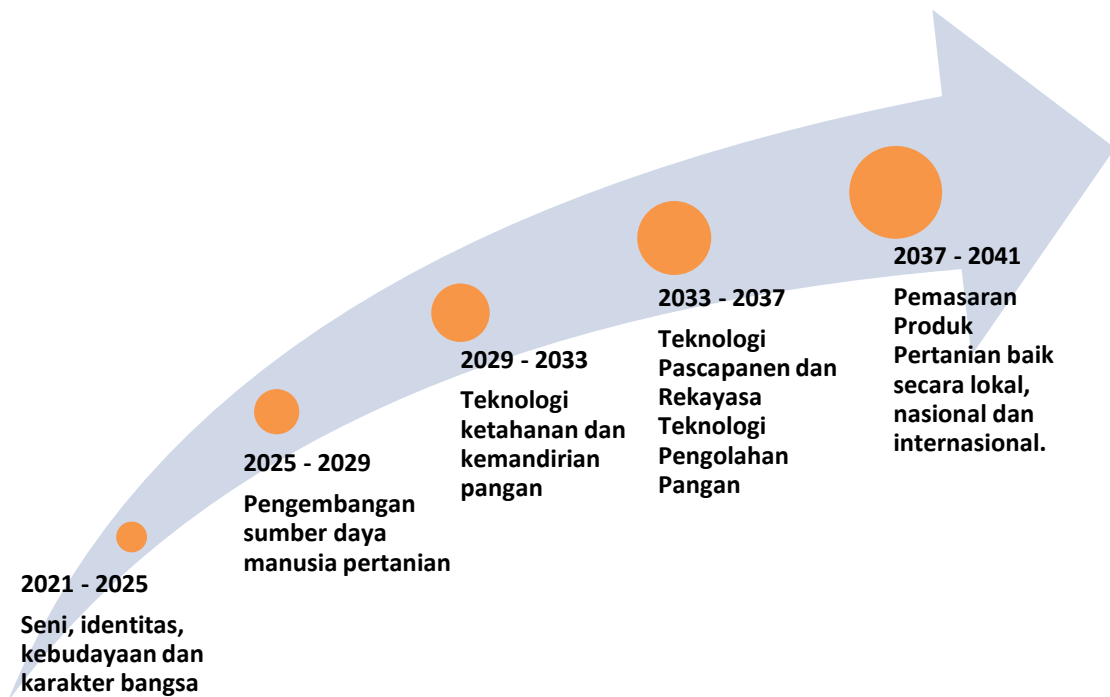 2021 - 2025
Seni, identitas,
kebudayaan dan
karakter bangsa
2025 - 2029
Pengembangan
sumber daya
manusia pertanian
2029 - 2033
Teknologi
ketahanan dan
kemandirian
pangan
2033 - 2037
Teknologi
Pascapanen dan
Rekayasa
Teknologi
Pengolahan
Pangan
2037 - 2041
Pemasaran
Produk
Pertanian baik
secara lokal,
nasional dan
internasional.